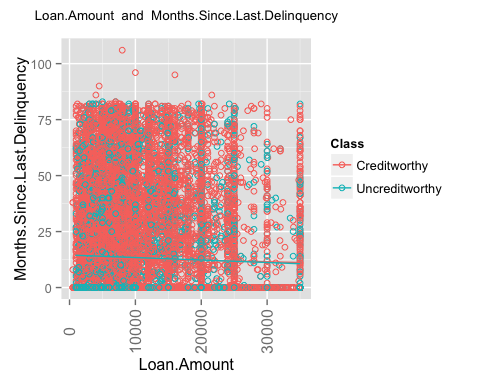 Loan.Amount and Months.Since.Last.Delinquency
Months.Since.Last.Delinquency
100
75
50
25
0
0
10000
20000
30000
Loan.Amount
Class
Creditworthy
Uncreditworthy